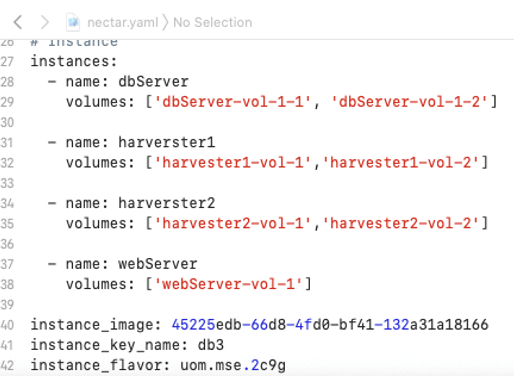 nectar.yaml 〉No Selection
26 # Instance
27 instances:
28   - name: dbServer
29     volumes: ['dbServer-vol-1-1', 'dbServer-vol-1-2']
30
31   - name: harverster1
32     volumes: ['harvester1-vol-1','harvester1-vol-2']
33
34   - name: harverster2
35     volumes: ['harvester2-vol-1','harvester2-vol-2']
36
37   - name: webServer
38     volumes: ['webServer-vol-1']
39
40 instance_image: 45225edb-66d8-4fd0-bf41-132a31a18166
41 instance_key_name: db3
42 instance_flavor: uom.mse.2c9g